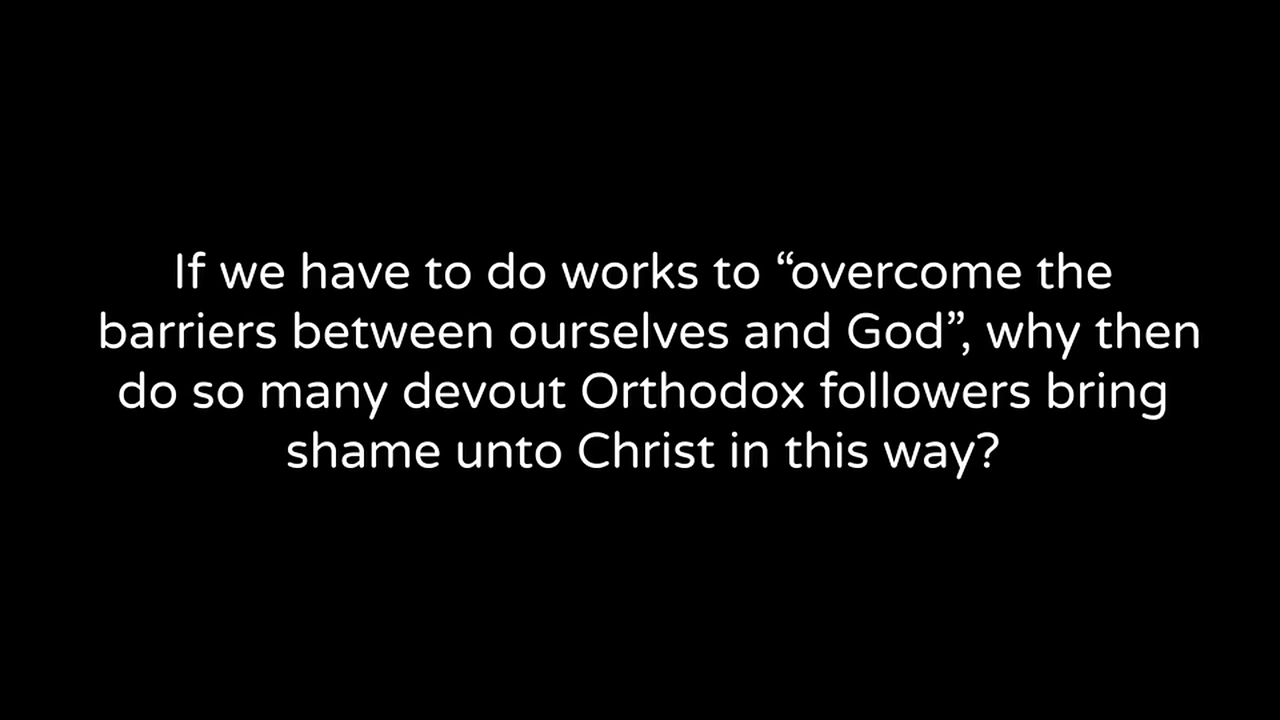 If we have to do works to “overcome the
barriers between ourselves and God”, why then
do so many devout Orthodox followers bring
shame unto Christ in this way?